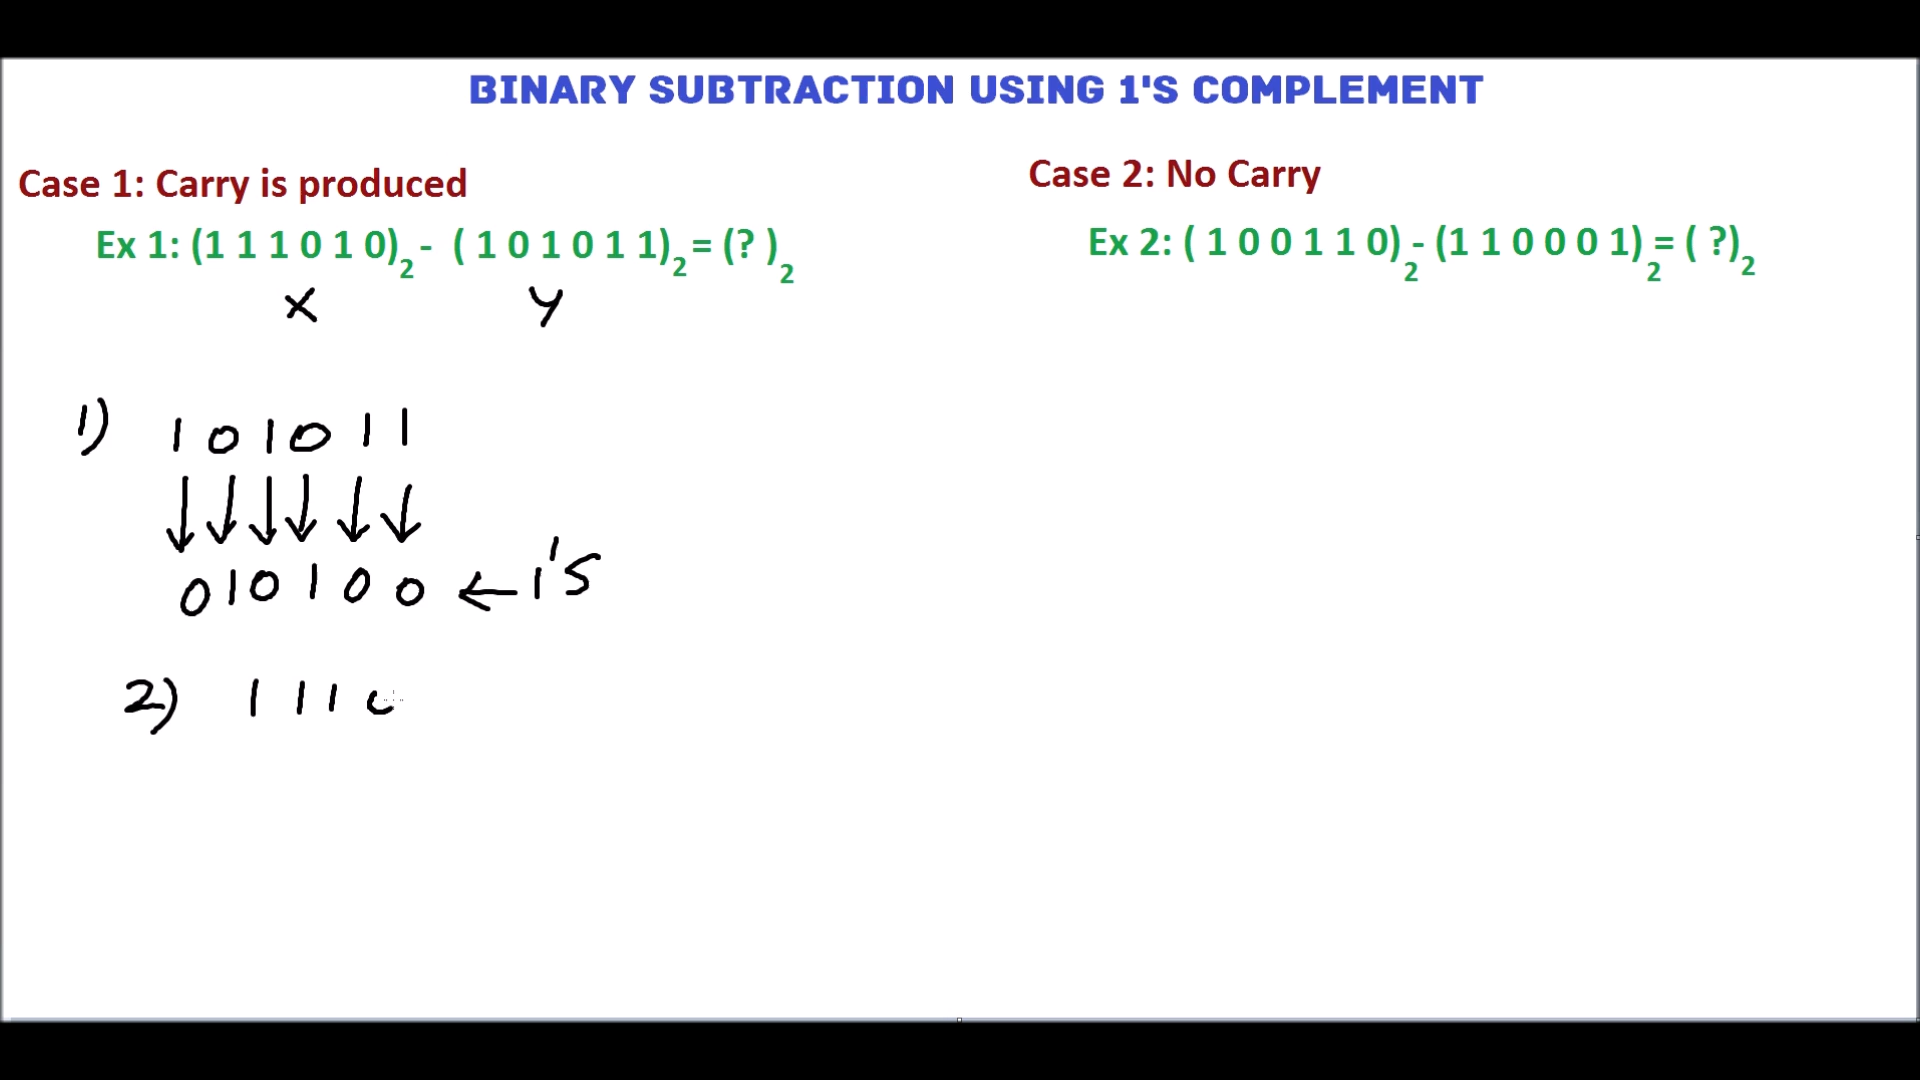 BINARY SUBTRACTION USING 1'S COMPLEMENT
Case 1: Carry is produced
Ex 1: (1 1 1 0 1 0)2 - ( 1 0 1 0 1 1)2 = (? )2
X Y
1) 1 0 1 0 1 1
0 1 0 1 0 0 ← 1's
2) 1 1 1
Case 2: No Carry
Ex 2: ( 1 0 0 1 1 0)2 - (1 1 0 0 0 1)2 = ( ?)2